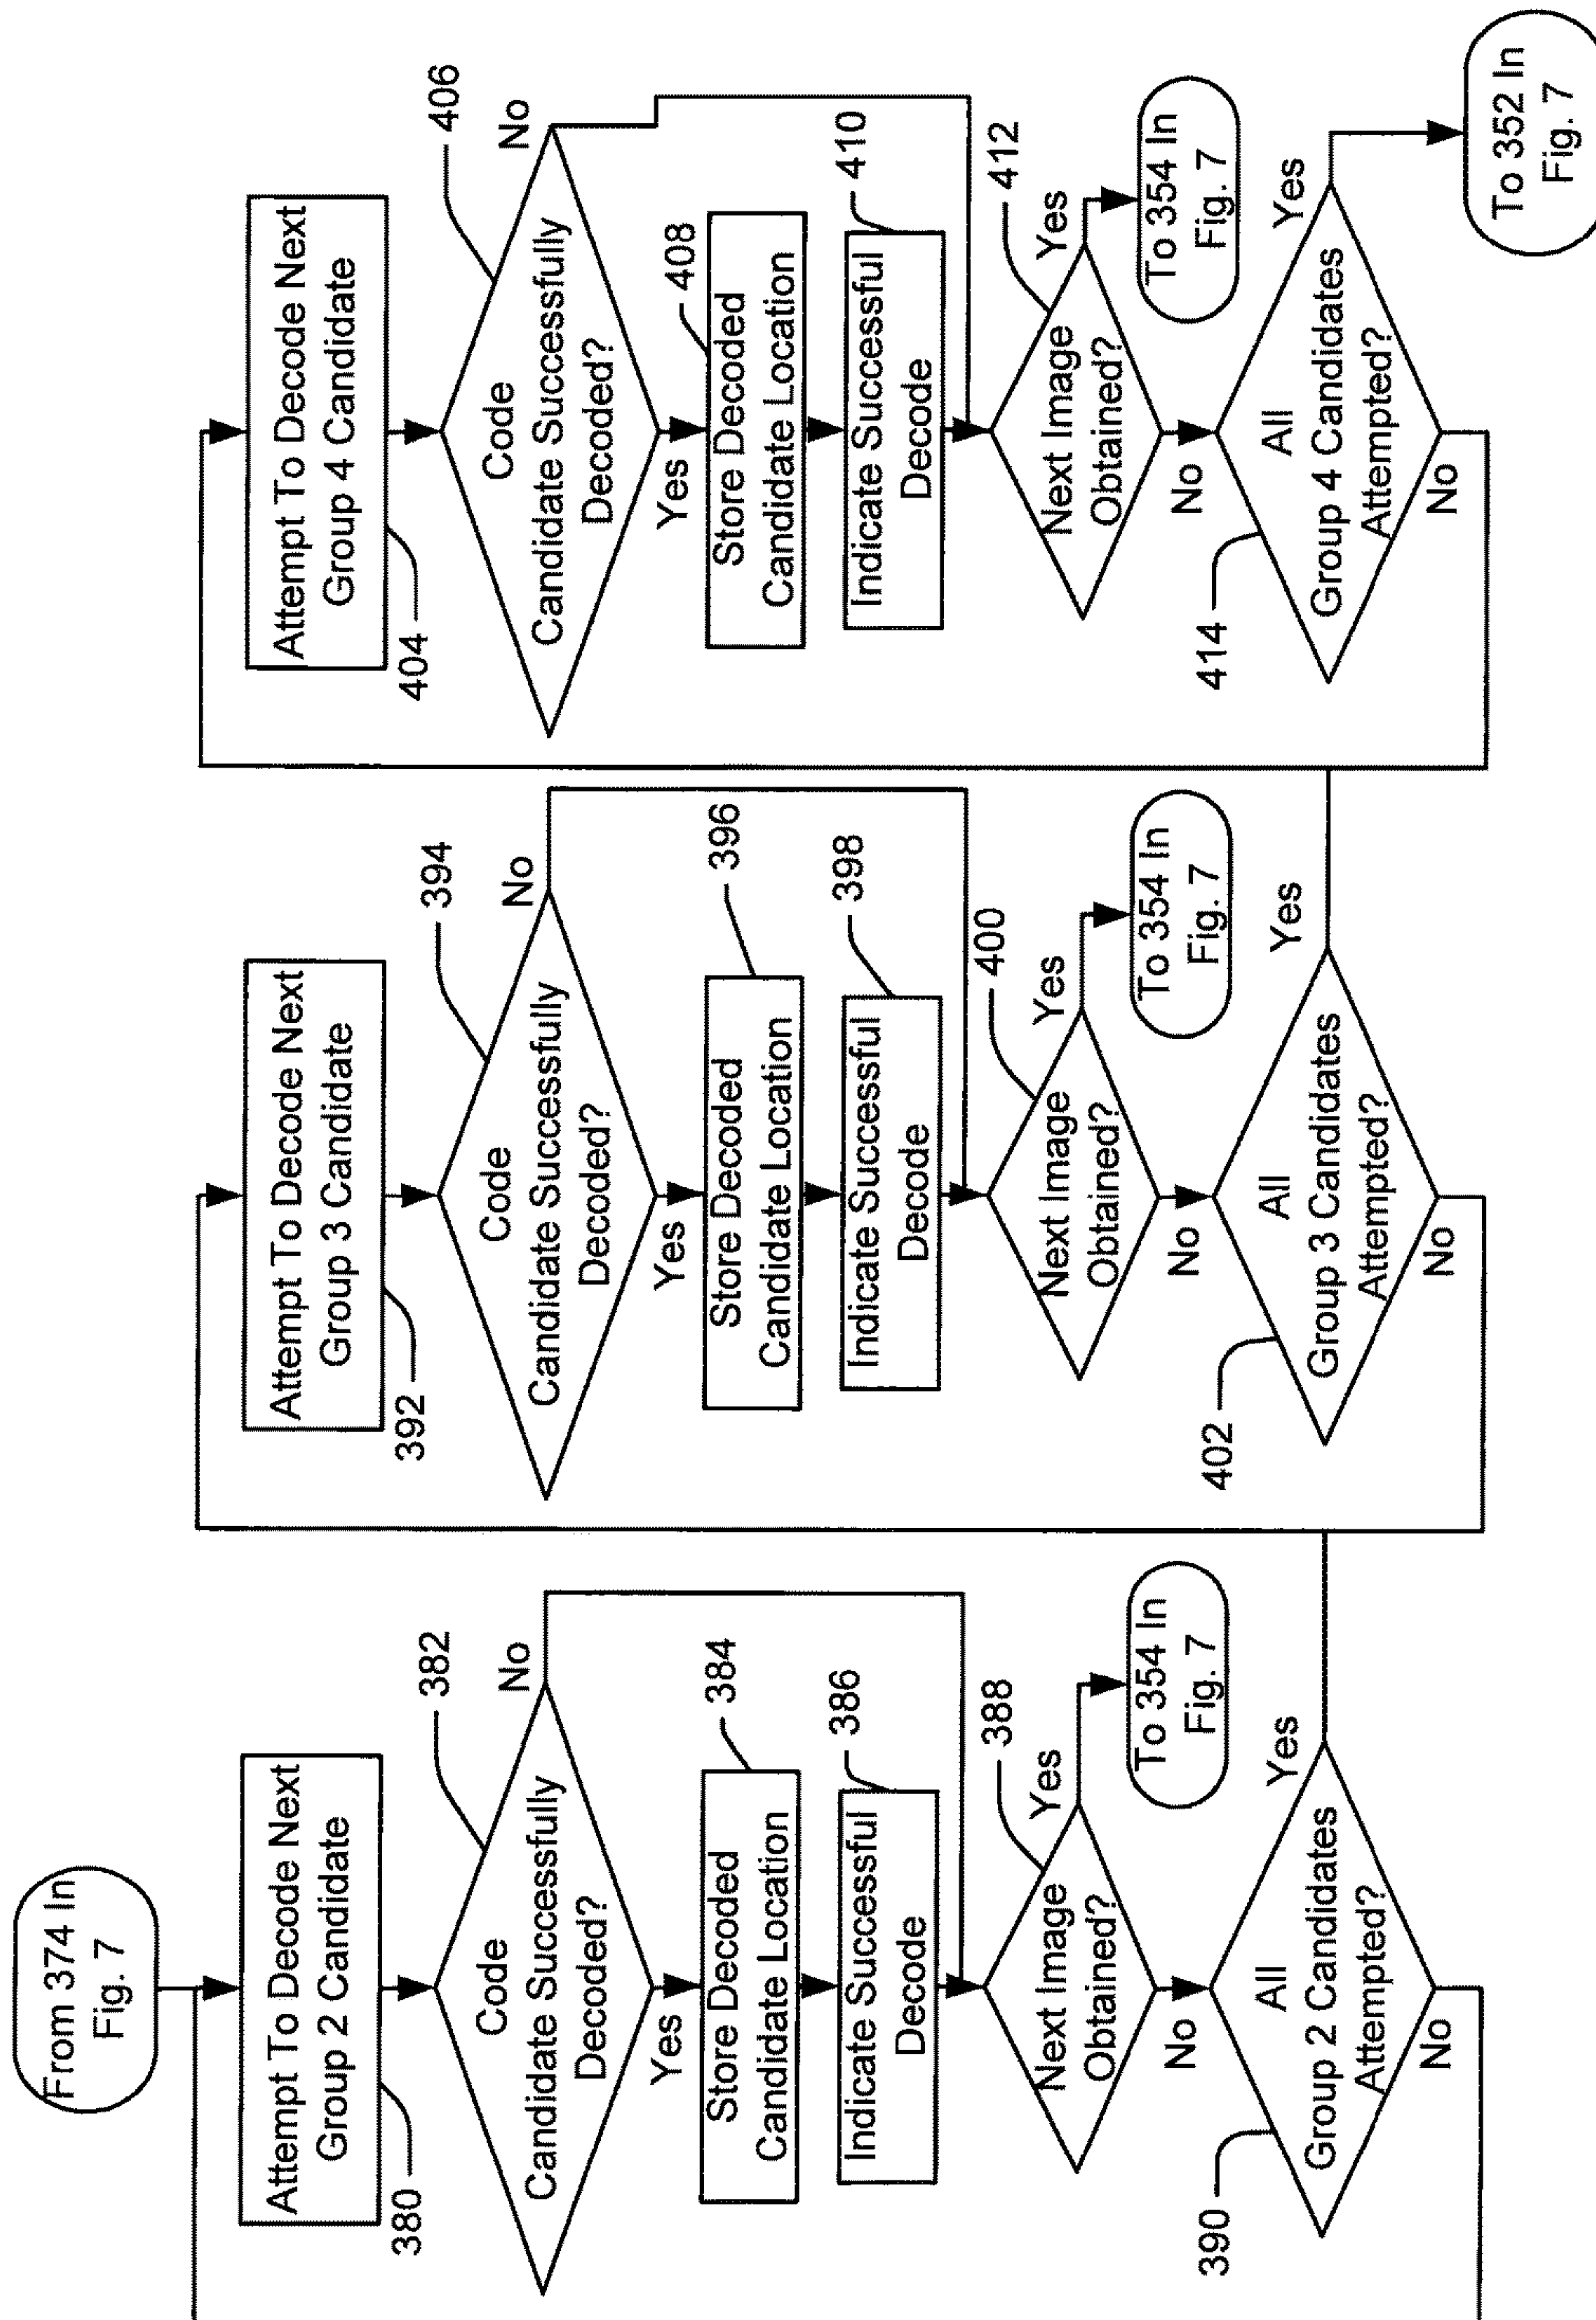 From 374 In
Fig. 7
Attempt To Decode Next
Group 2 Candidate
380
Code
Candidate Successfully
Decoded?
382
No
Yes
Store Decoded
Candidate Location
384
Indicate Successful
Decode
386
Next Image
Obtained?
388
Yes
To 354 In
Fig. 7
No
All
Group 2 Candidates
Attempted?
390
Yes
No
Attempt To Decode Next
Group 3 Candidate
392
Code
Candidate Successfully
Decoded?
394
No
Yes
Store Decoded
Candidate Location
396
Indicate Successful
Decode
398
Next Image
Obtained?
400
Yes
To 354 In
Fig. 7
No
All
Group 3 Candidates
Attempted?
402
Yes
No
Attempt To Decode Next
Group 4 Candidate
404
Code
Candidate Successfully
Decoded?
406
No
Yes
Store Decoded
Candidate Location
408
Indicate Successful
Decode
410
Next Image
Obtained?
412
Yes
To 354 In
Fig. 7
No
All
Group 4 Candidates
Attempted?
414
Yes
No
To 352 In
Fig. 7